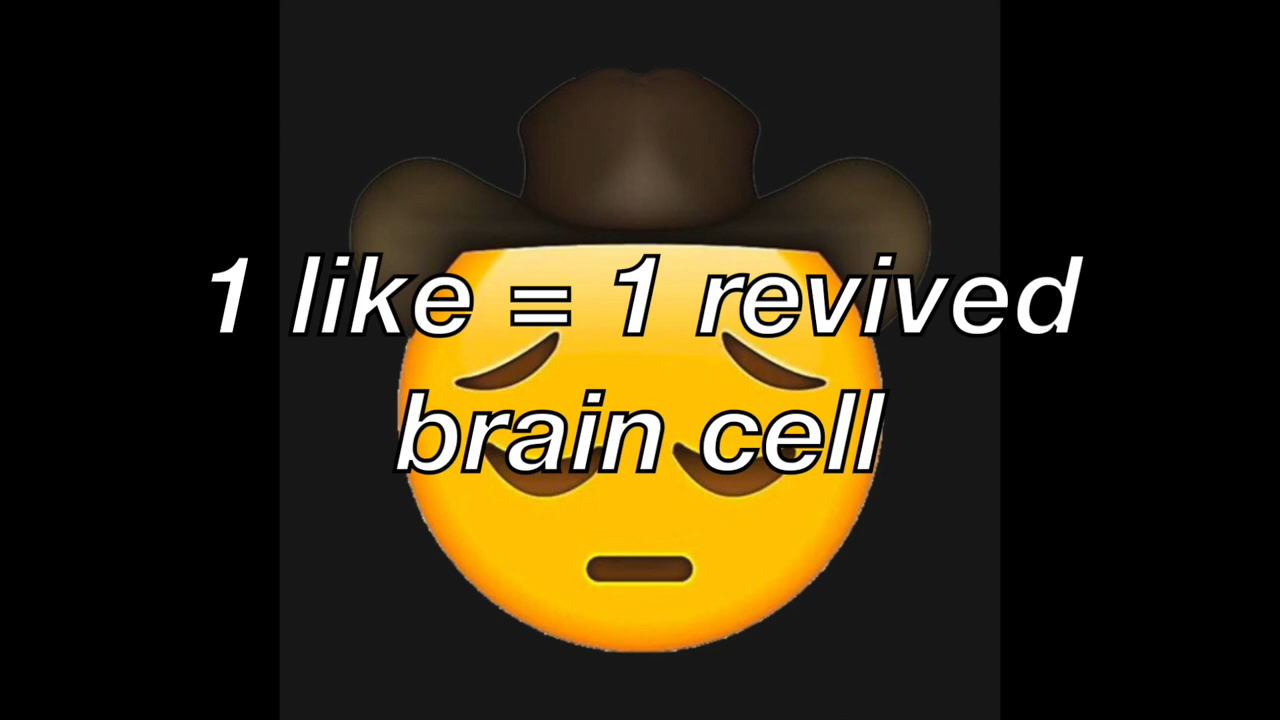 1 like = 1 revived
brain cell